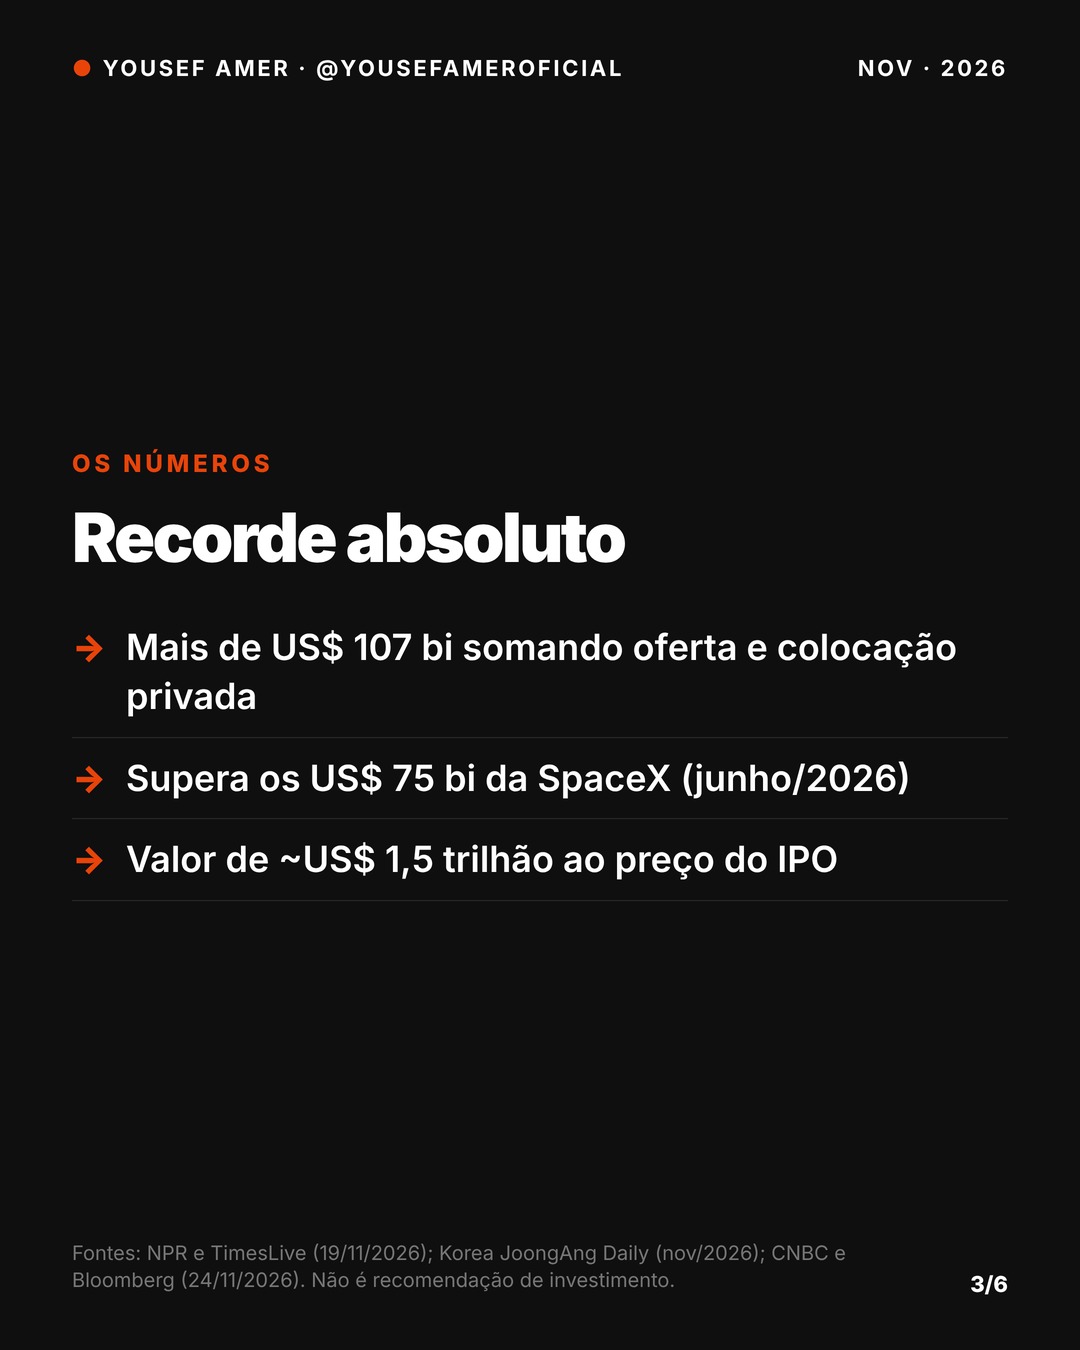 YOUSEF AMER · @YOUSEFAMEROFICIAL
NOV · 2026
OS NÚMEROS
Recorde absoluto
→ Mais de US$ 107 bi somando oferta e colocação
privada
→ Supera os US$ 75 bi da SpaceX (junho/2026)
→ Valor de ~US$ 1,5 trilhão ao preço do IPO
Fontes: NPR e TimesLive (19/11/2026); Korea JoongAng Daily (nov/2026); CNBC e
Bloomberg (24/11/2026). Não é recomendação de investimento.
3/6